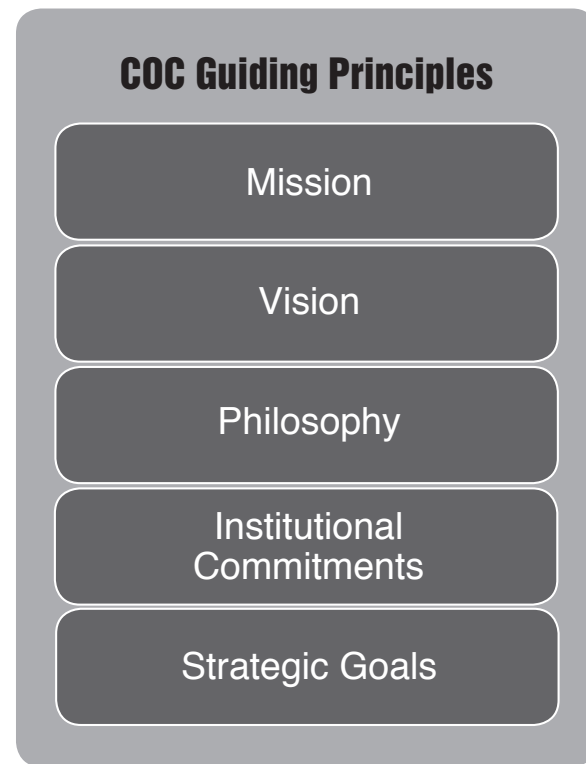 COC Guiding Principles
Mission
Vision
Philosophy
Institutional
Commitments
Strategic Goals